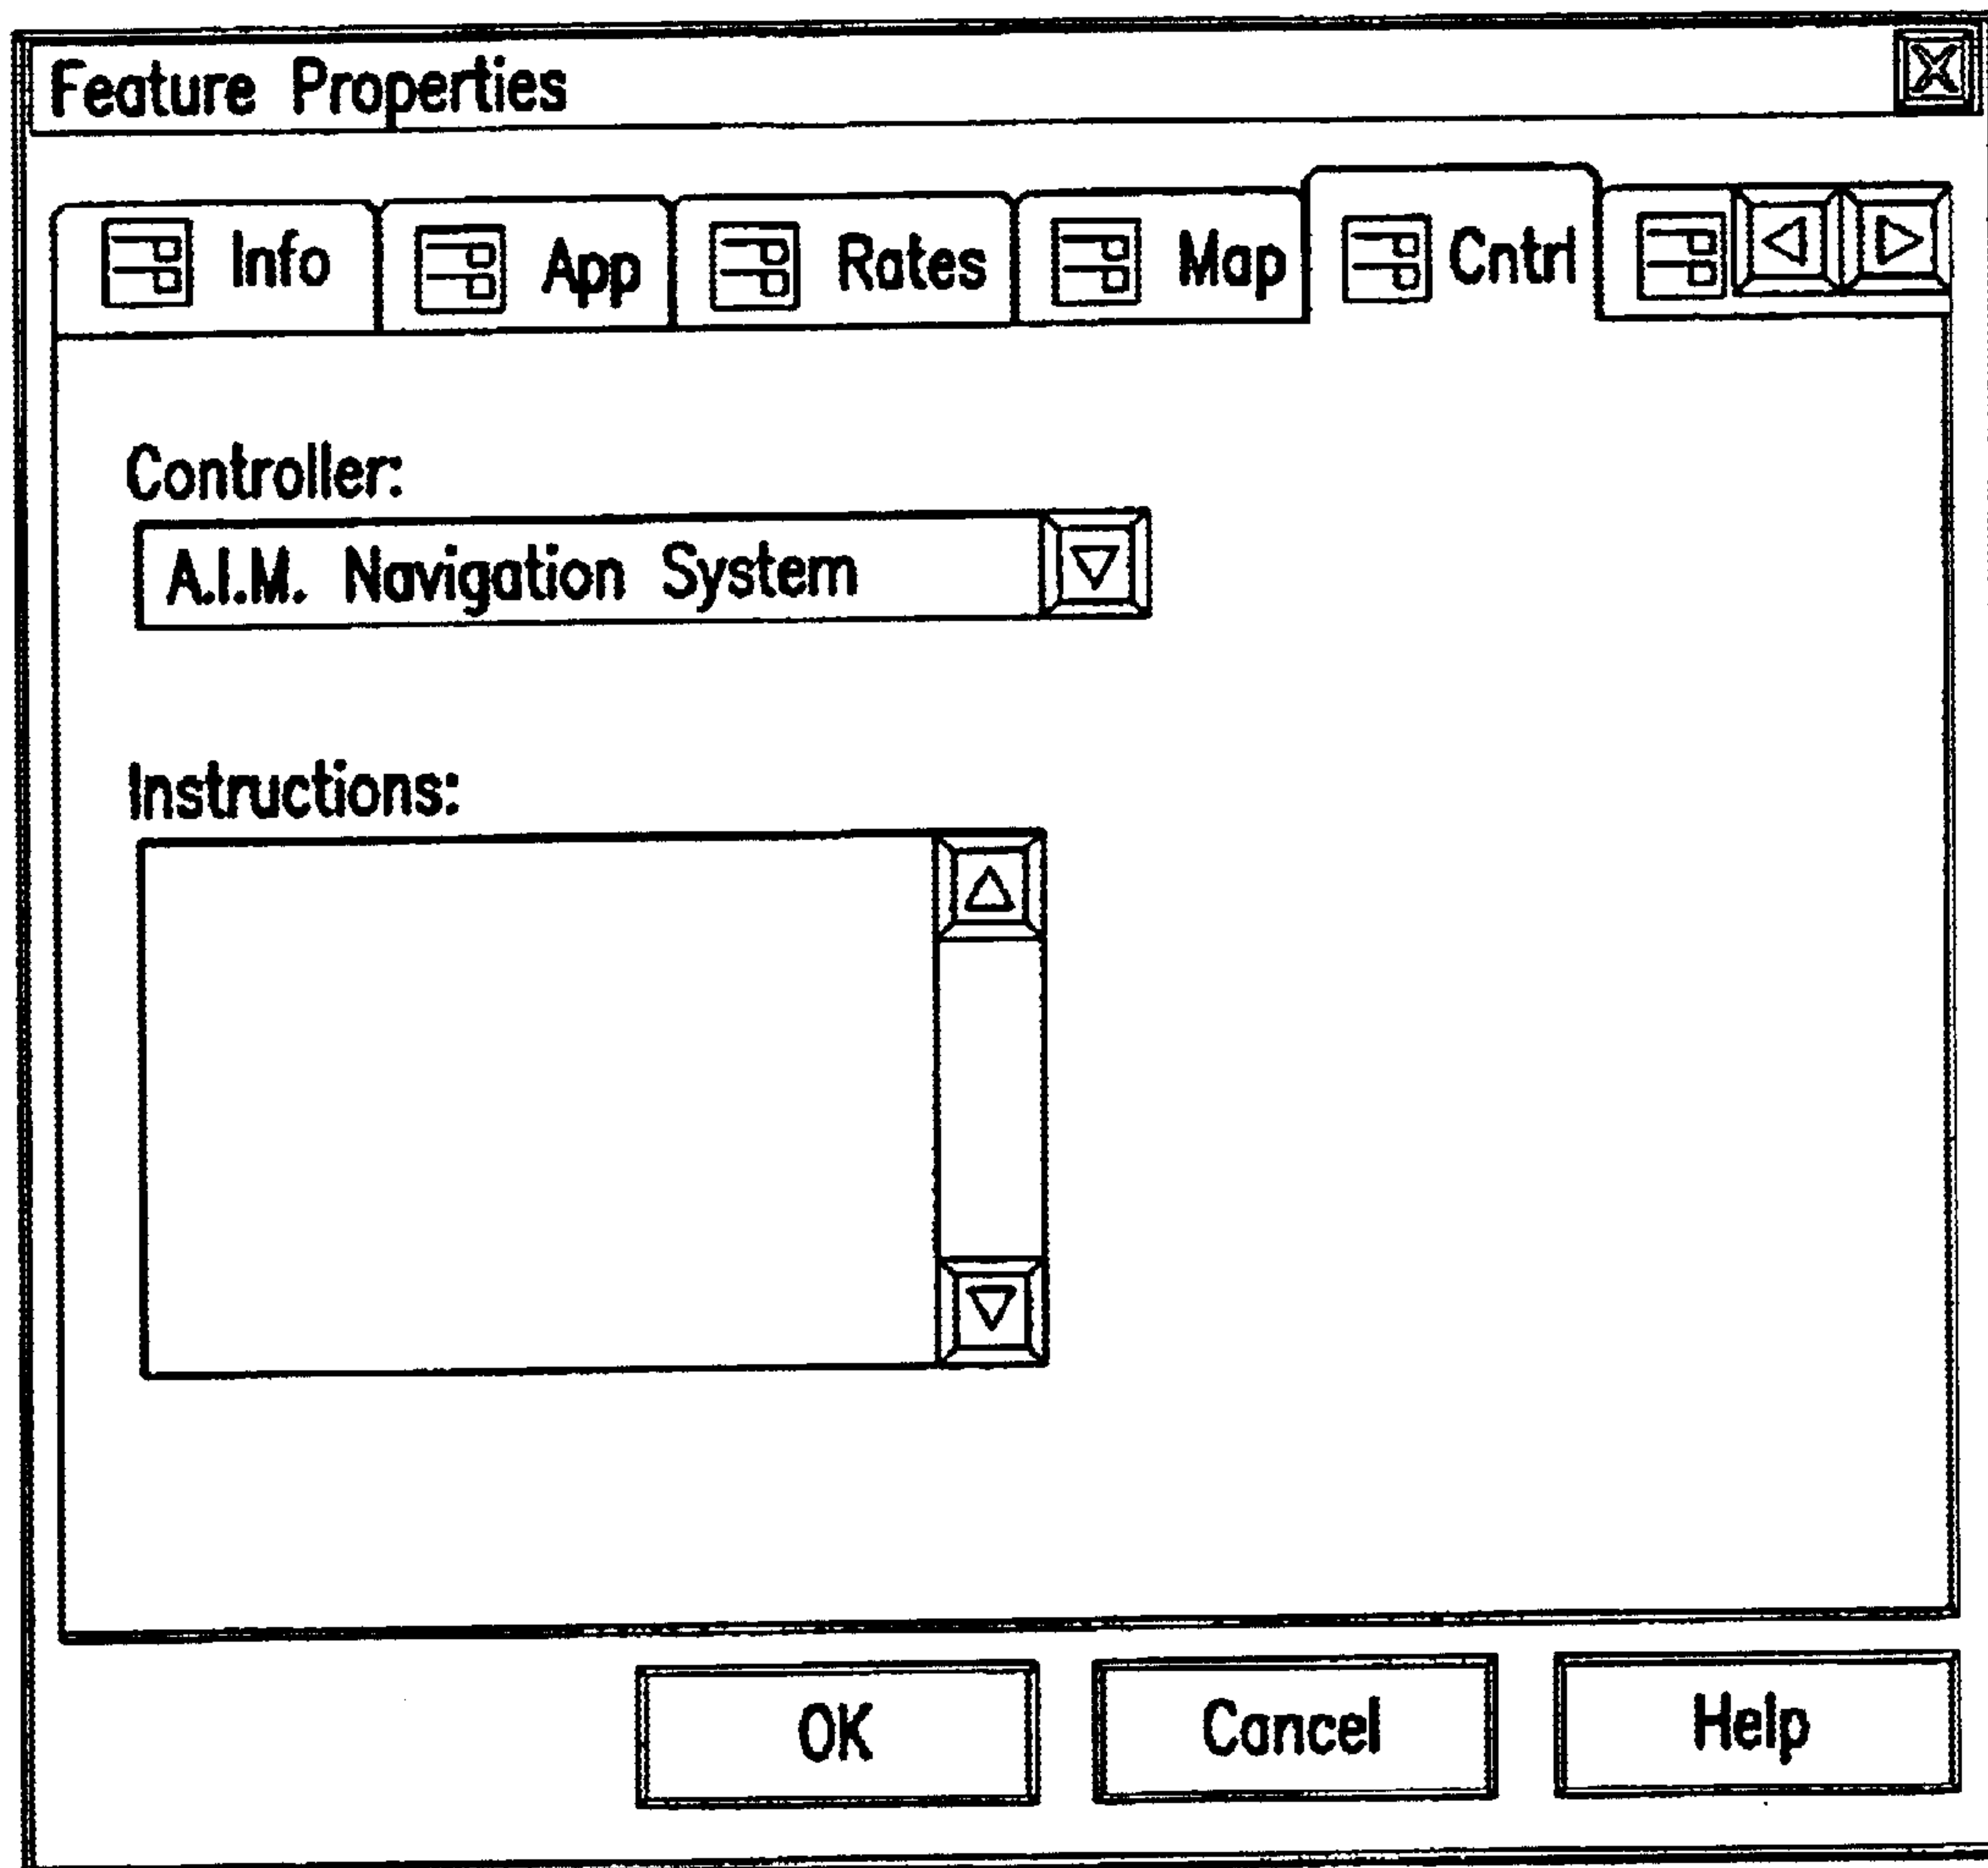 Feature Properties
Info App Rates Map Cntrl
Controller:
A.I.M. Navigation System
Instructions:
OK Cancel Help